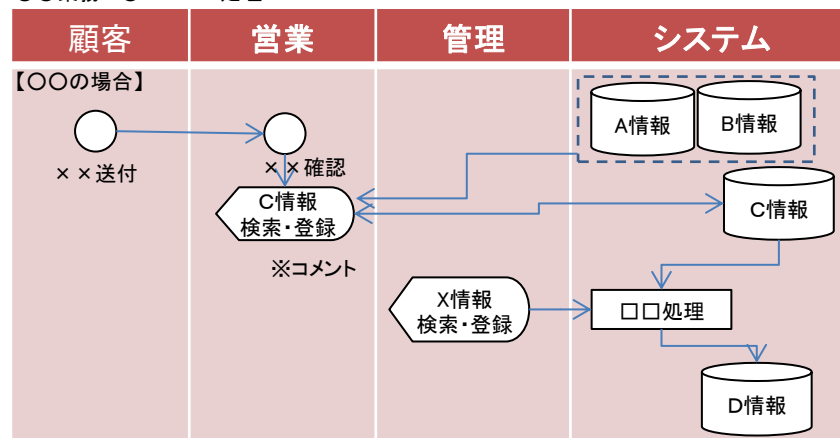 顧客
営業
管理
システム
【〇〇の場合】
A情報
B情報
××送付
××確認
C情報
検索・登録
C情報
※コメント
X情報
検索・登録
□□処理
D情報